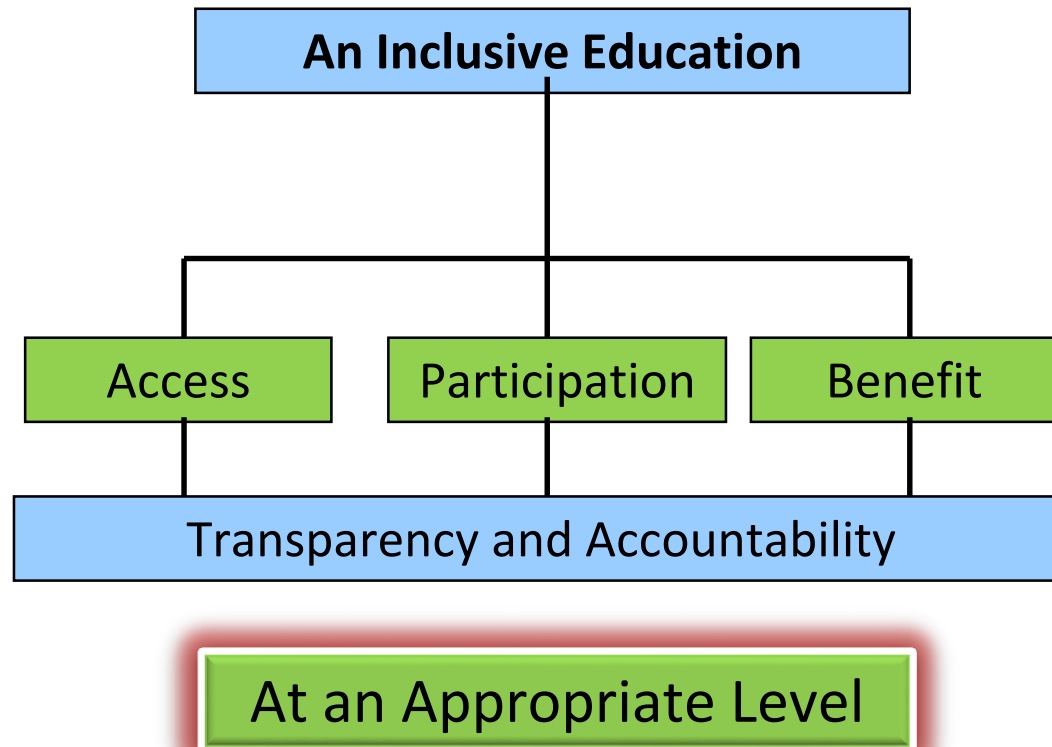 An Inclusive Education
Access
Participation
Benefit
Transparency and Accountability
At an Appropriate Level